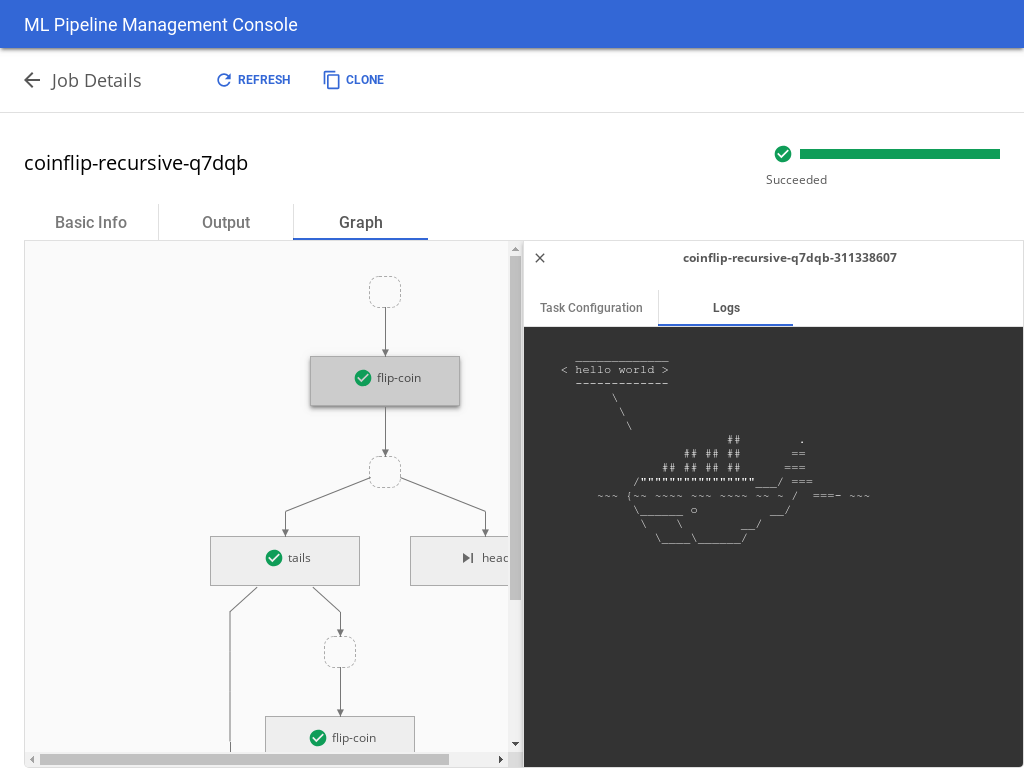 ML Pipeline Management Console
Job Details
REFRESH
CLONE
coinflip-recursive-q7dqb
Succeeded
Basic Info
Output
Graph
flip-coin
tails
flip-coin
coinflip-recursive-q7dqb-311338607
Task Configuration
Logs
 _____________
< hello world >
 -------------
    \
     \
      \
                    ##         .
              ## ## ##       ==
           ## ## ## ##      ===
       /""""""""""""""""___/ ===
  ~~~ {~~ ~~~~ ~~~ ~~~~ ~~ ~ /  ===- ~~~
       \______ o          __/
        \    \        __/
          \____\______/